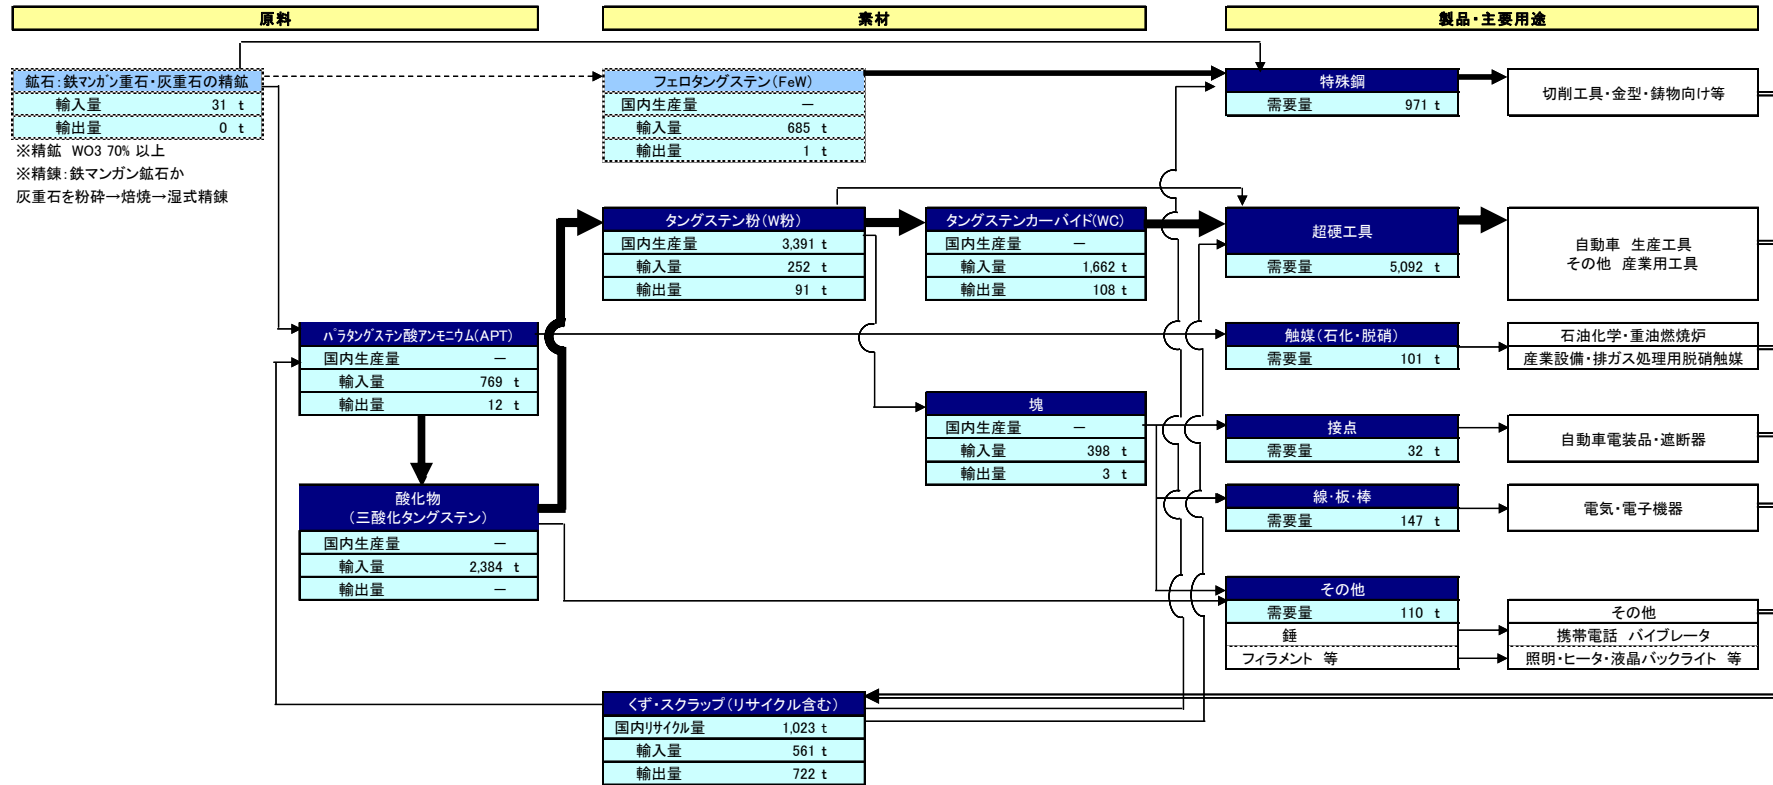 原料
素材
製品・主要用途
鉱石：鉄マンガン重石・灰重石の精鉱
輸入量 31 t
輸出量 0 t
※精鉱 WO3 70% 以上
※精錬：鉄マンガン鉱石か
灰重石を粉砕→焙焼→湿式精錬
フェロタングステン（FeW）
国内生産量 －
輸入量 685 t
輸出量 1 t
特殊鋼
需要量 971 t
切削工具・金型・鋳物向け等
タングステン粉（W粉）
国内生産量 3,391 t
輸入量 252 t
輸出量 91 t
タングステンカーバイド（WC）
国内生産量 －
輸入量 1,662 t
輸出量 108 t
超硬工具
需要量 5,092 t
自動車 生産工具
その他 産業用工具
パラタングステン酸アンモニウム（APT）
国内生産量 －
輸入量 769 t
輸出量 12 t
触媒（石化・脱硝）
需要量 101 t
石油化学・重油燃焼炉
産業設備・排ガス処理用脱硝触媒
塊
国内生産量 －
輸入量 398 t
輸出量 3 t
接点
需要量 32 t
自動車電装品・遮断器
酸化物
（三酸化タングステン）
国内生産量 －
輸入量 2,384 t
輸出量 －
線・板・棒
需要量 147 t
電気・電子機器
その他
需要量 110 t
錘
フィラメント 等
その他
携帯電話 バイブレータ
照明・ヒータ・液晶バックライト 等
くず・スクラップ（リサイクル含む）
国内リサイクル量 1,023 t
輸入量 561 t
輸出量 722 t